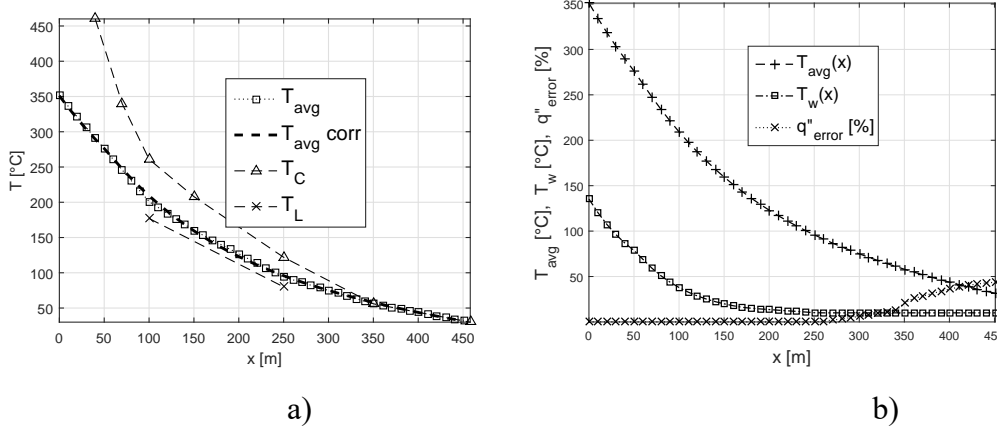 450
400
350
300
250
200
150
100
50
T [°C]
0 50 100 150 200 250 300 350 400 450
x [m]
T_avg
T_avg corr
T_C
T_L
a)
350
300
250
200
150
100
50
0
T_avg [°C], T_w [°C], q"_error [%]
0 50 100 150 200 250 300 350 400 450
x [m]
T_avg(x)
T_w(x)
q"_error [%]
b)